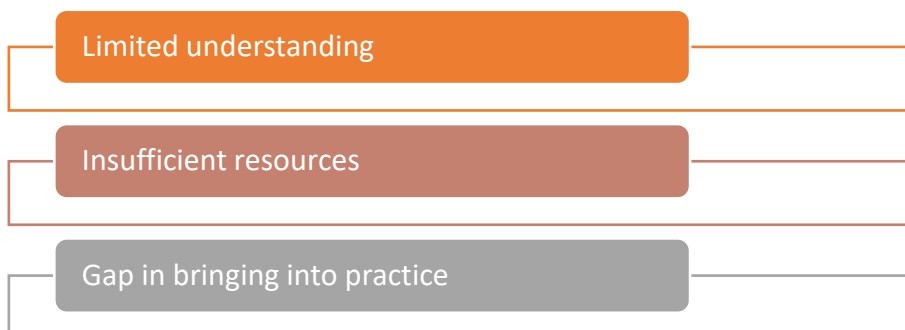 Limited understanding
Insufficient resources
Gap in bringing into practice